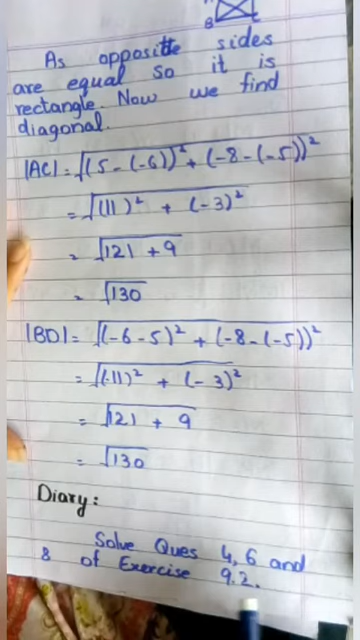 B C
As opposite sides
are equal so it is
rectangle. Now we find
diagonal.
|AC| = √(5-(-6))² + (-8-(-5))²
= √(11)² + (-3)²
= √121 + 9
= √130
|BD| = √(-6-5)² + (-8-(-5))²
= √(-11)² + (-3)²
= √121 + 9
= √130
Diary:
Solve Ques 4, 6 and
8 of Exercise 9.2.